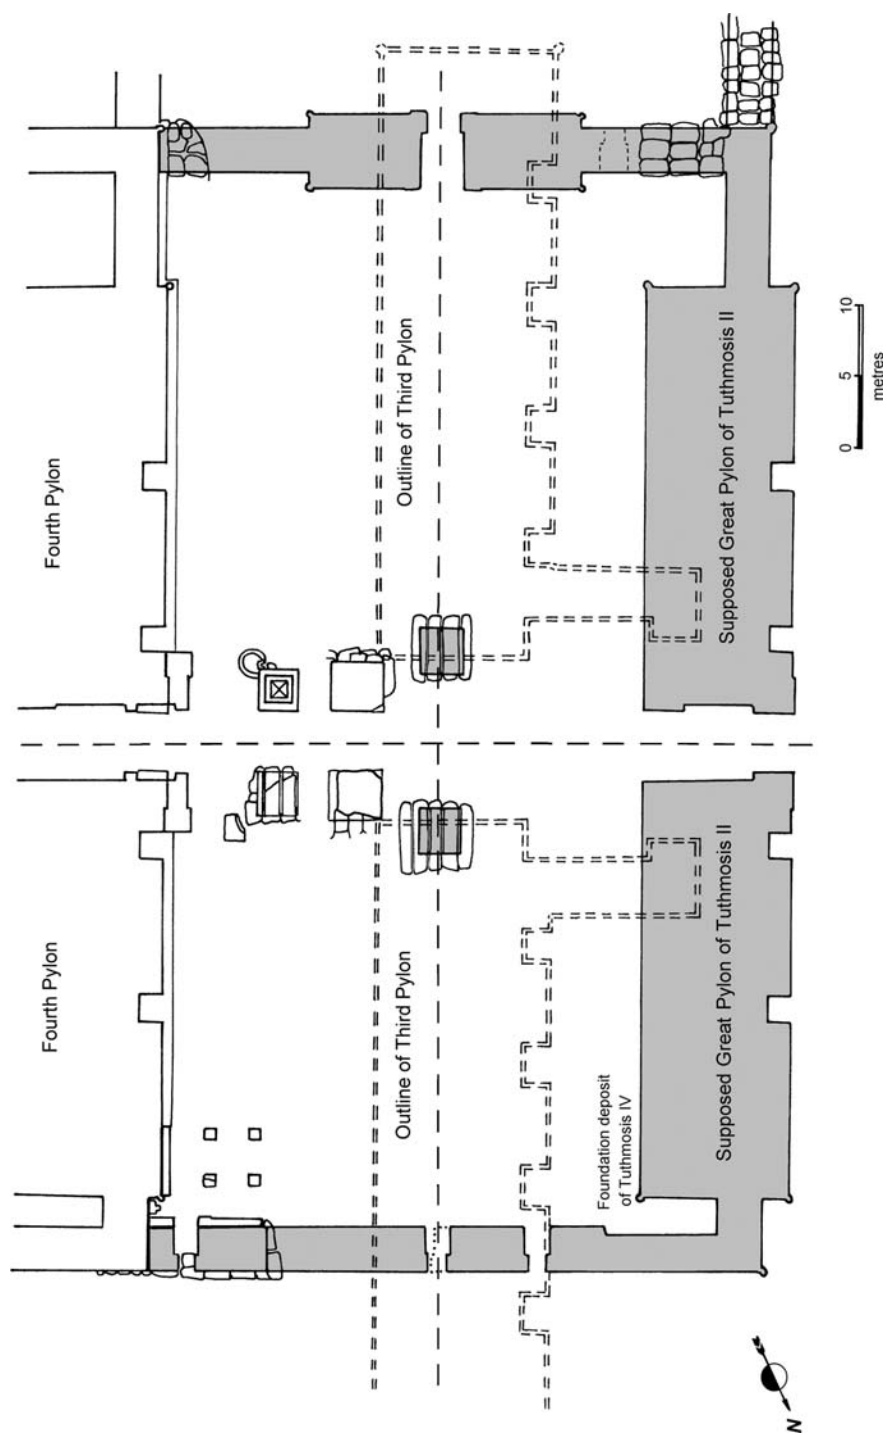 Fourth Pylon
Fourth Pylon
Outline of Third Pylon
Outline of Third Pylon
Foundation deposit
of Tuthmosis IV
Supposed Great Pylon of Tuthmosis II
Supposed Great Pylon of Tuthmosis II
0 5 10
metres
N